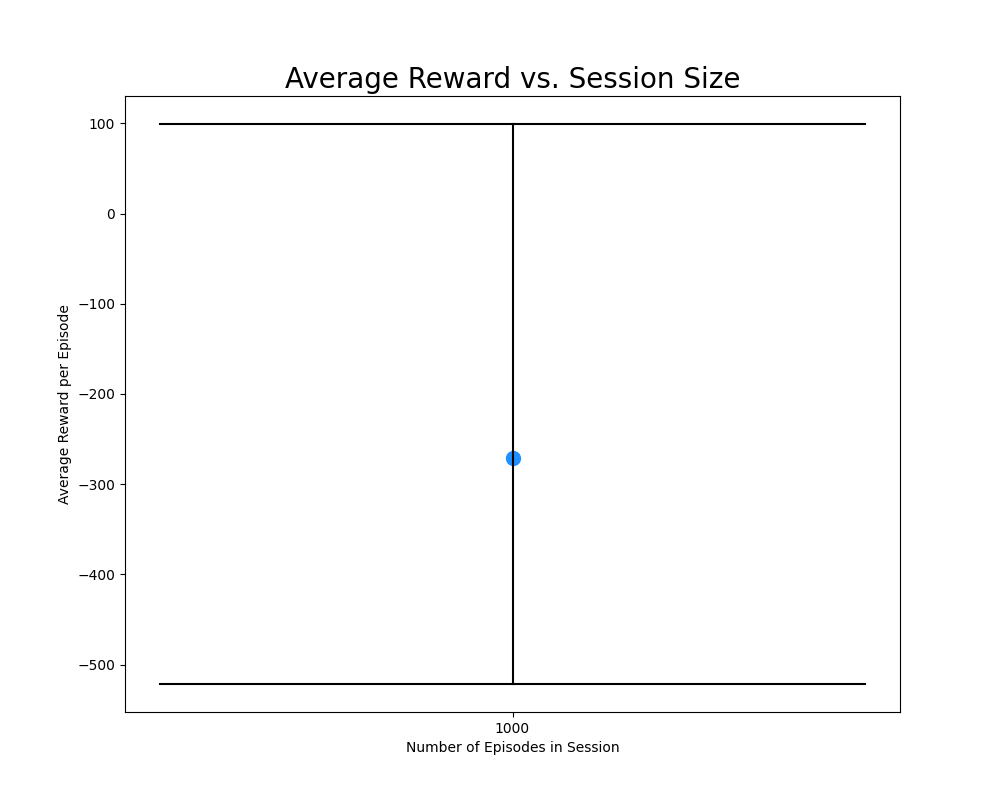 Average Reward vs. Session Size
100
0
−100
−200
−300
−400
−500
Average Reward per Episode
1000
Number of Episodes in Session